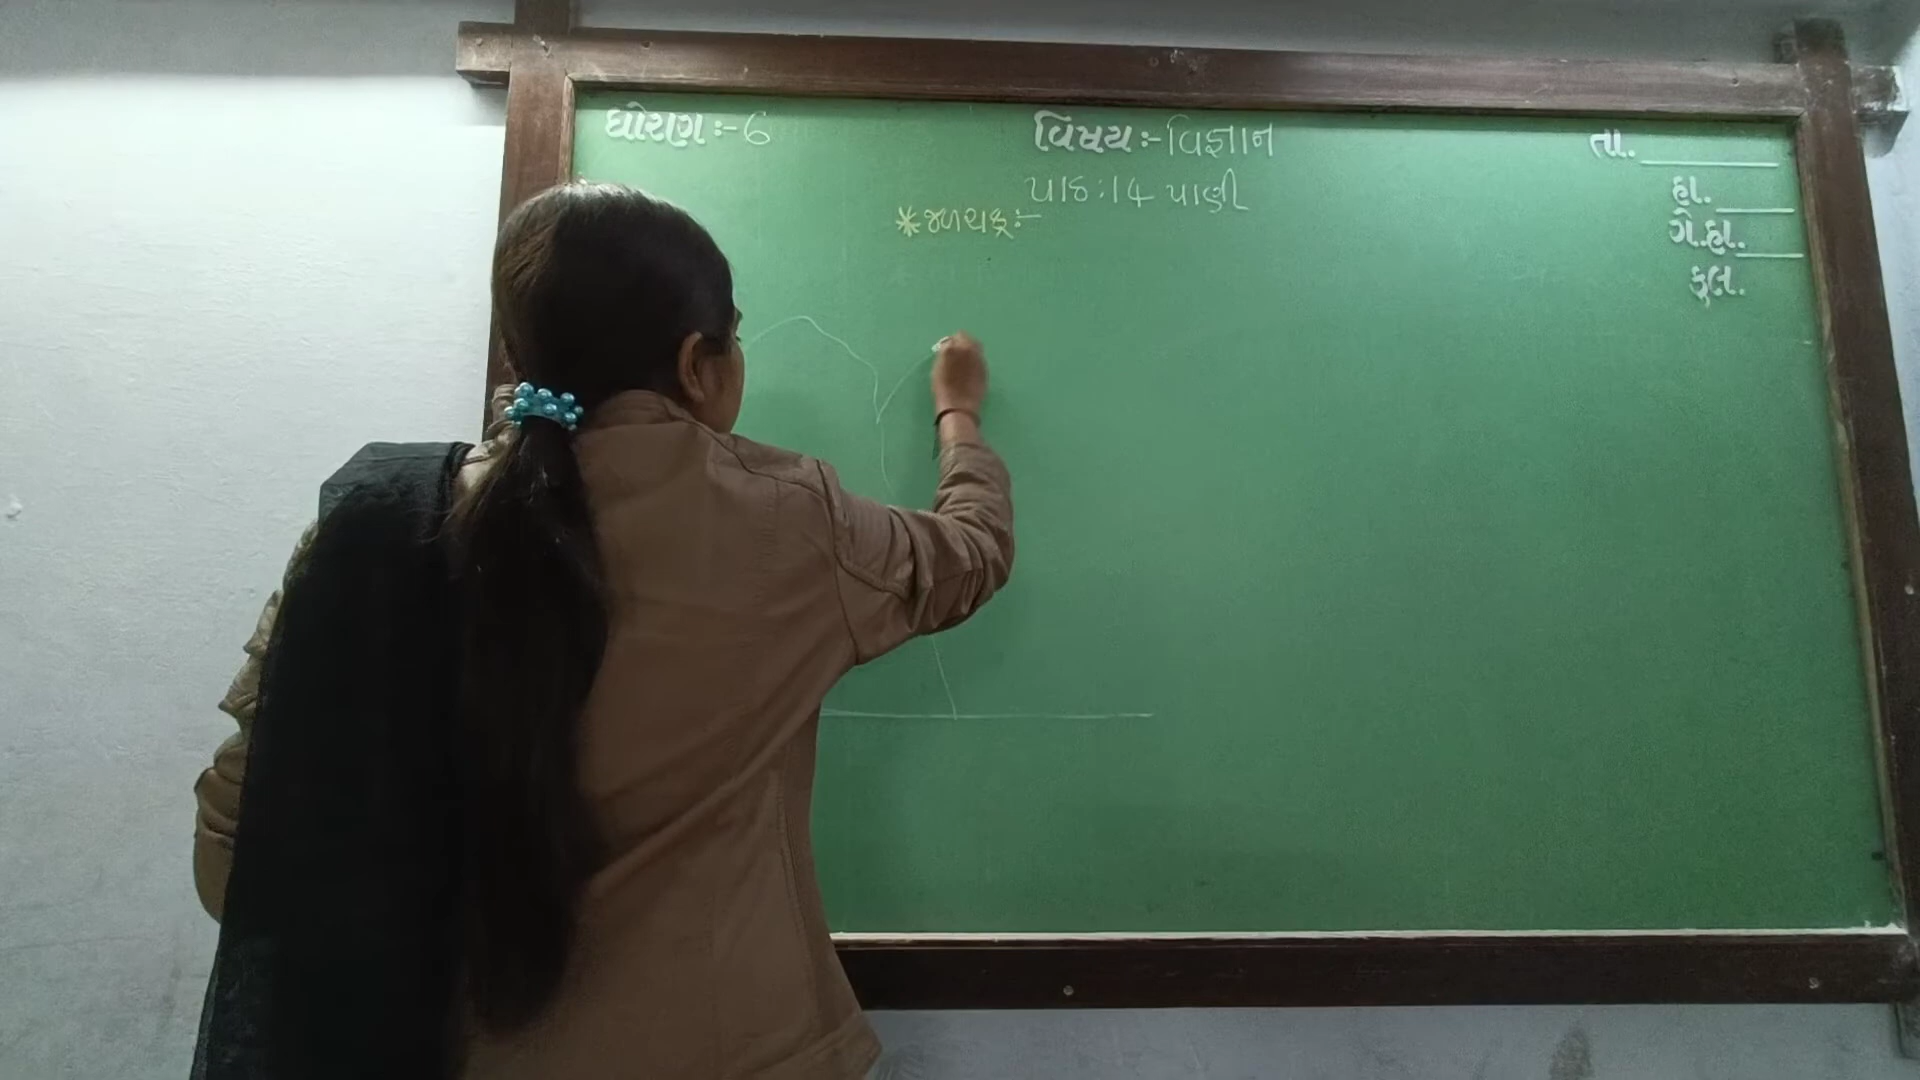 ધોરણ :- 6
વિષય :- વિજ્ઞાન
તા.
પાઠ : 14 પાણી
હા.
* જળચક્ર :-
ગે.હા.
કુલ.